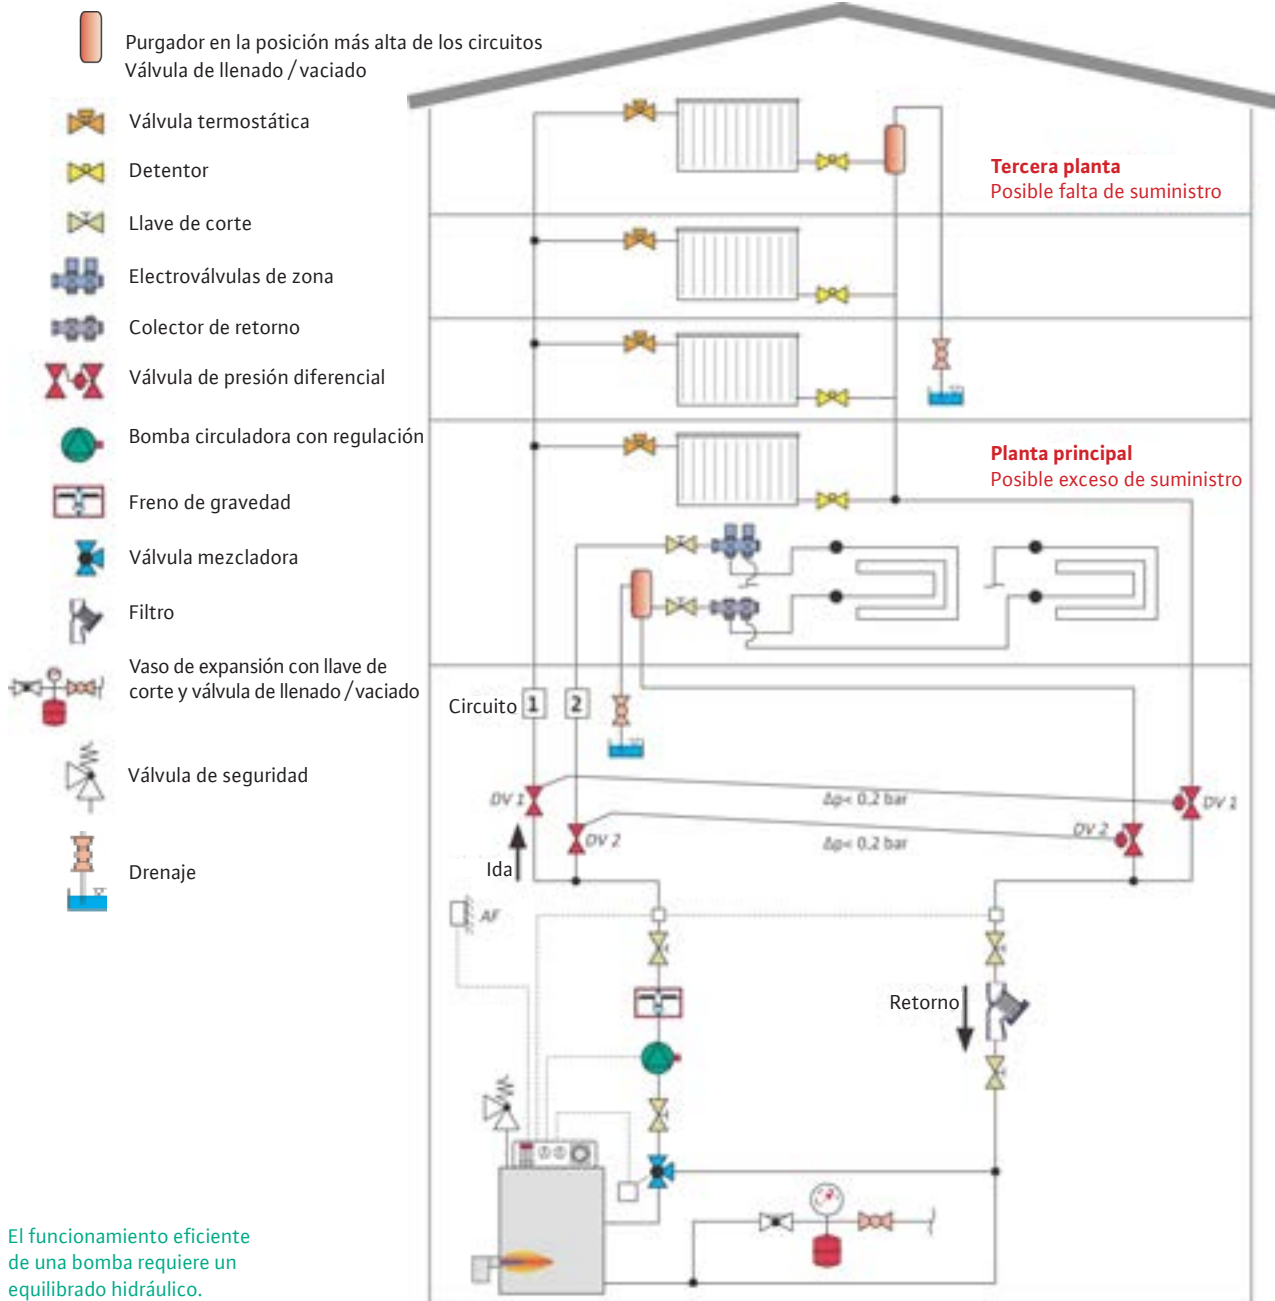 Purgador en la posición más alta de los circuitos
Válvula de llenado / vaciado
Válvula termostática
Detentor
Llave de corte
Electroválvulas de zona
Colector de retorno
Válvula de presión diferencial
Bomba circuladora con regulación
Freno de gravedad
Válvula mezcladora
Filtro
Vaso de expansión con llave de
corte y válvula de llenado / vaciado
Válvula de seguridad
Drenaje
El funcionamiento eficiente
de una bomba requiere un
equilibrado hidráulico.
Tercera planta
Posible falta de suministro
Planta principal
Posible exceso de suministro
Circuito 1 2
DV 1
Δp< 0,2 bar
DV 1
DV 2
Δp< 0,2 bar
DV 2
Ida
AF
Retorno